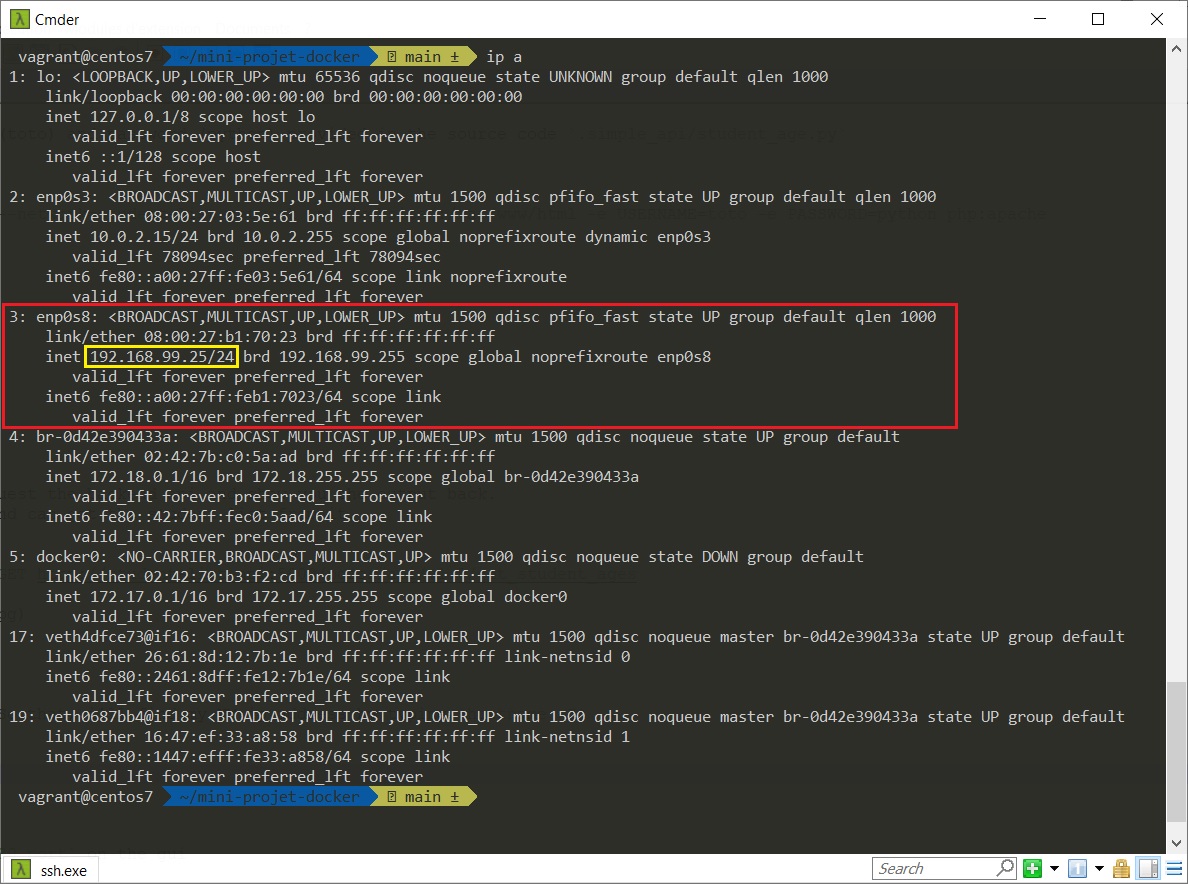 Cmder
vagrant@centos7 ~/mini-projet-docker main ± ip a
1: lo: <LOOPBACK,UP,LOWER_UP> mtu 65536 qdisc noqueue state UNKNOWN group default qlen 1000
link/loopback 00:00:00:00:00:00 brd 00:00:00:00:00:00
inet 127.0.0.1/8 scope host lo
valid_lft forever preferred_lft forever
inet6 ::1/128 scope host
valid_lft forever preferred_lft forever
2: enp0s3: <BROADCAST,MULTICAST,UP,LOWER_UP> mtu 1500 qdisc pfifo_fast state UP group default qlen 1000
link/ether 08:00:27:03:5e:61 brd ff:ff:ff:ff:ff:ff
inet 10.0.2.15/24 brd 10.0.2.255 scope global noprefixroute dynamic enp0s3
valid_lft 78094sec preferred_lft 78094sec
inet6 fe80::a00:27ff:fe03:5e61/64 scope link noprefixroute
valid_lft forever preferred_lft forever
3: enp0s8: <BROADCAST,MULTICAST,UP,LOWER_UP> mtu 1500 qdisc pfifo_fast state UP group default qlen 1000
link/ether 08:00:27:b1:70:23 brd ff:ff:ff:ff:ff:ff
inet 192.168.99.25/24 brd 192.168.99.255 scope global noprefixroute enp0s8
valid_lft forever preferred_lft forever
inet6 fe80::a00:27ff:feb1:7023/64 scope link
valid_lft forever preferred_lft forever
4: br-0d42e390433a: <BROADCAST,MULTICAST,UP,LOWER_UP> mtu 1500 qdisc noqueue state UP group default
link/ether 02:42:7b:c0:5a:ad brd ff:ff:ff:ff:ff:ff
inet 172.18.0.1/16 brd 172.18.255.255 scope global br-0d42e390433a
valid_lft forever preferred_lft forever
inet6 fe80::42:7bff:fec0:5aad/64 scope link
valid_lft forever preferred_lft forever
5: docker0: <NO-CARRIER,BROADCAST,MULTICAST,UP> mtu 1500 qdisc noqueue state DOWN group default
link/ether 02:42:70:b3:f2:cd brd ff:ff:ff:ff:ff:ff
inet 172.17.0.1/16 brd 172.17.255.255 scope global docker0
valid_lft forever preferred_lft forever
17: veth4dfce73@if16: <BROADCAST,MULTICAST,UP,LOWER_UP> mtu 1500 qdisc noqueue master br-0d42e390433a state UP group default
link/ether 26:61:8d:12:7b:1e brd ff:ff:ff:ff:ff:ff link-netnsid 0
inet6 fe80::2461:8dff:fe12:7b1e/64 scope link
valid_lft forever preferred_lft forever
19: veth0687bb4@if18: <BROADCAST,MULTICAST,UP,LOWER_UP> mtu 1500 qdisc noqueue master br-0d42e390433a state UP group default
link/ether 16:47:ef:33:a8:58 brd ff:ff:ff:ff:ff:ff link-netnsid 1
inet6 fe80::1447:efff:fe33:a858/64 scope link
valid_lft forever preferred_lft forever
vagrant@centos7 ~/mini-projet-docker main ±
ssh.exe
Search